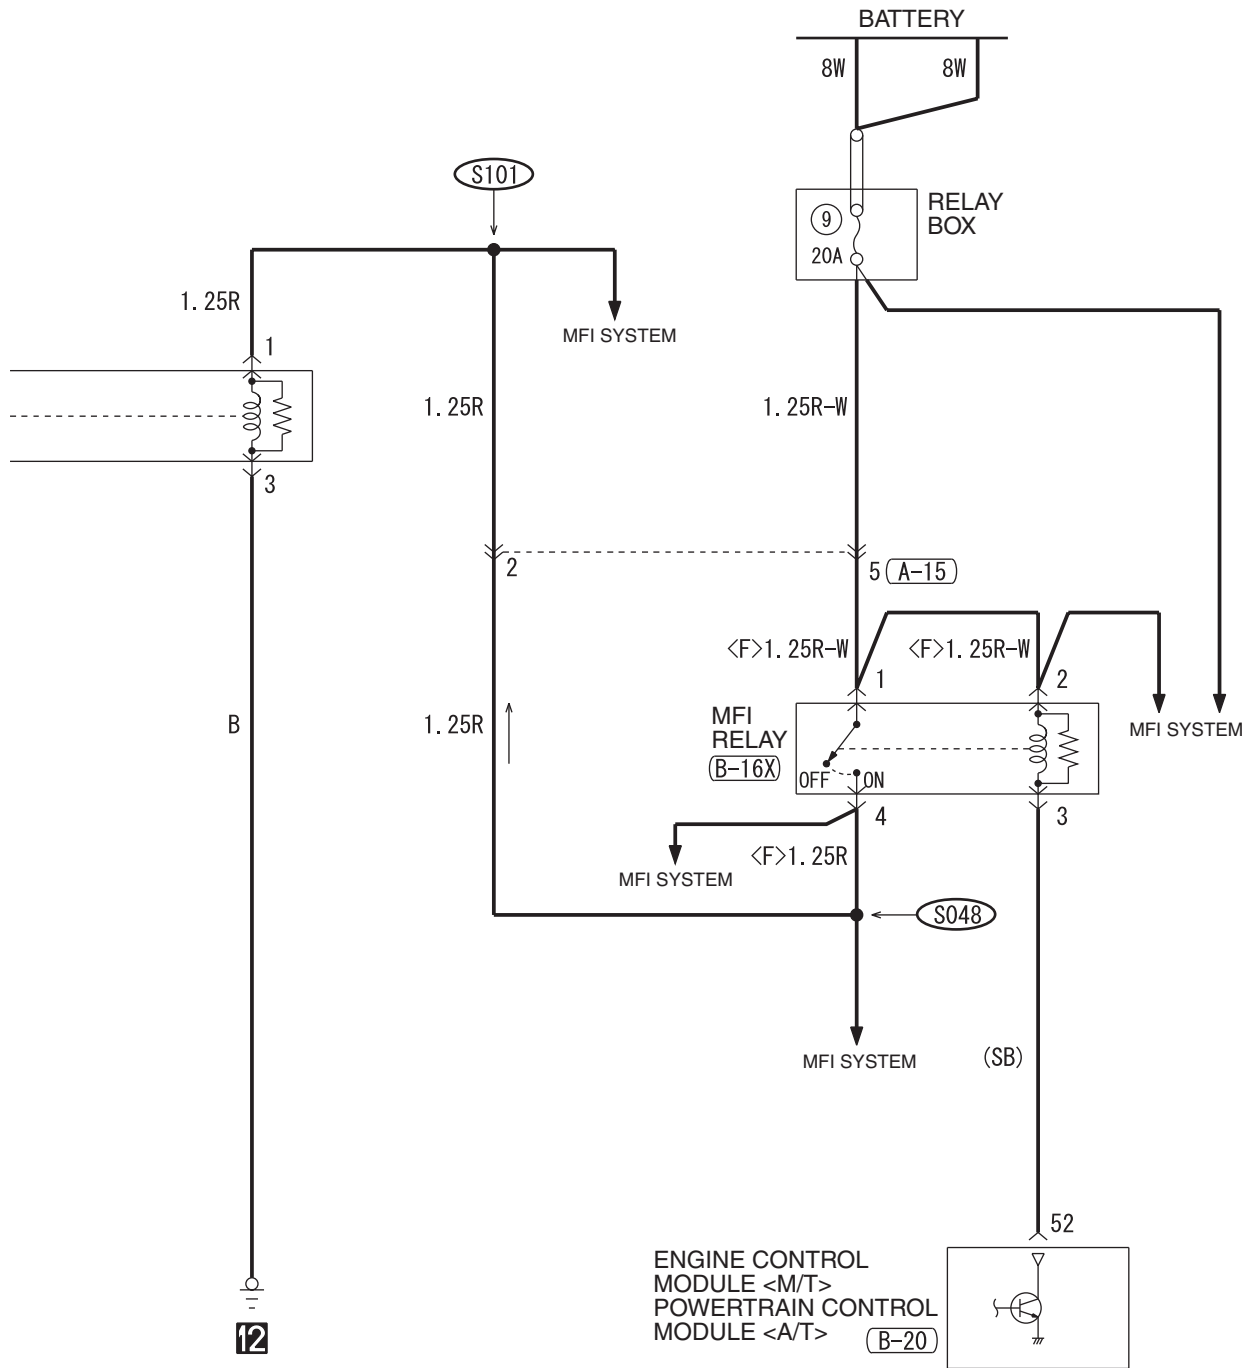 BATTERY
8W
8W
S101
9
20A
RELAY
BOX
1.25R
1
MFI SYSTEM
1.25R
1.25R-W
3
2
5
A-15
<F>1.25R-W
<F>1.25R-W
1
2
B
1.25R
MFI
RELAY
B-16X
OFF
ON
MFI SYSTEM
4
3
<F>1.25R
MFI SYSTEM
S048
MFI SYSTEM
(SB)
52
ENGINE CONTROL
MODULE <M/T>
POWERTRAIN CONTROL
MODULE <A/T>
B-20
12